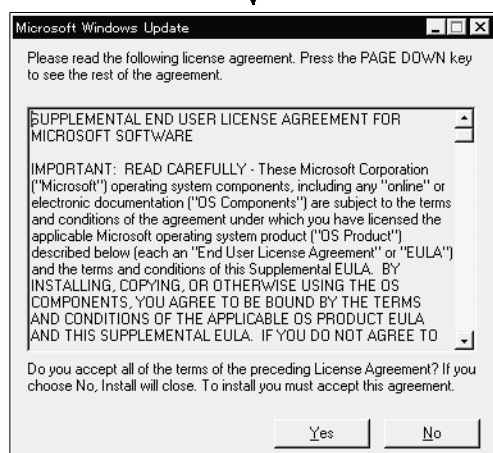 Microsoft Windows Update
Please read the following license agreement. Press the PAGE DOWN key
to see the rest of the agreement.
SUPPLEMENTAL END USER LICENSE AGREEMENT FOR
MICROSOFT SOFTWARE
IMPORTANT: READ CAREFULLY - These Microsoft Corporation
("Microsoft") operating system components, including any "online" or
electronic documentation ("OS Components") are subject to the terms
and conditions of the agreement under which you have licensed the
applicable Microsoft operating system product ("OS Product")
described below (each an "End User License Agreement" or "EULA")
and the terms and conditions of this Supplemental EULA. BY
INSTALLING, COPYING, OR OTHERWISE USING THE OS
COMPONENTS, YOU AGREE TO BE BOUND BY THE TERMS
AND CONDITIONS OF THE APPLICABLE OS PRODUCT EULA
AND THIS SUPPLEMENTAL EULA. IF YOU DO NOT AGREE TO
Do you accept all of the terms of the preceding License Agreement? If you
choose No, Install will close. To install you must accept this agreement.
Yes No